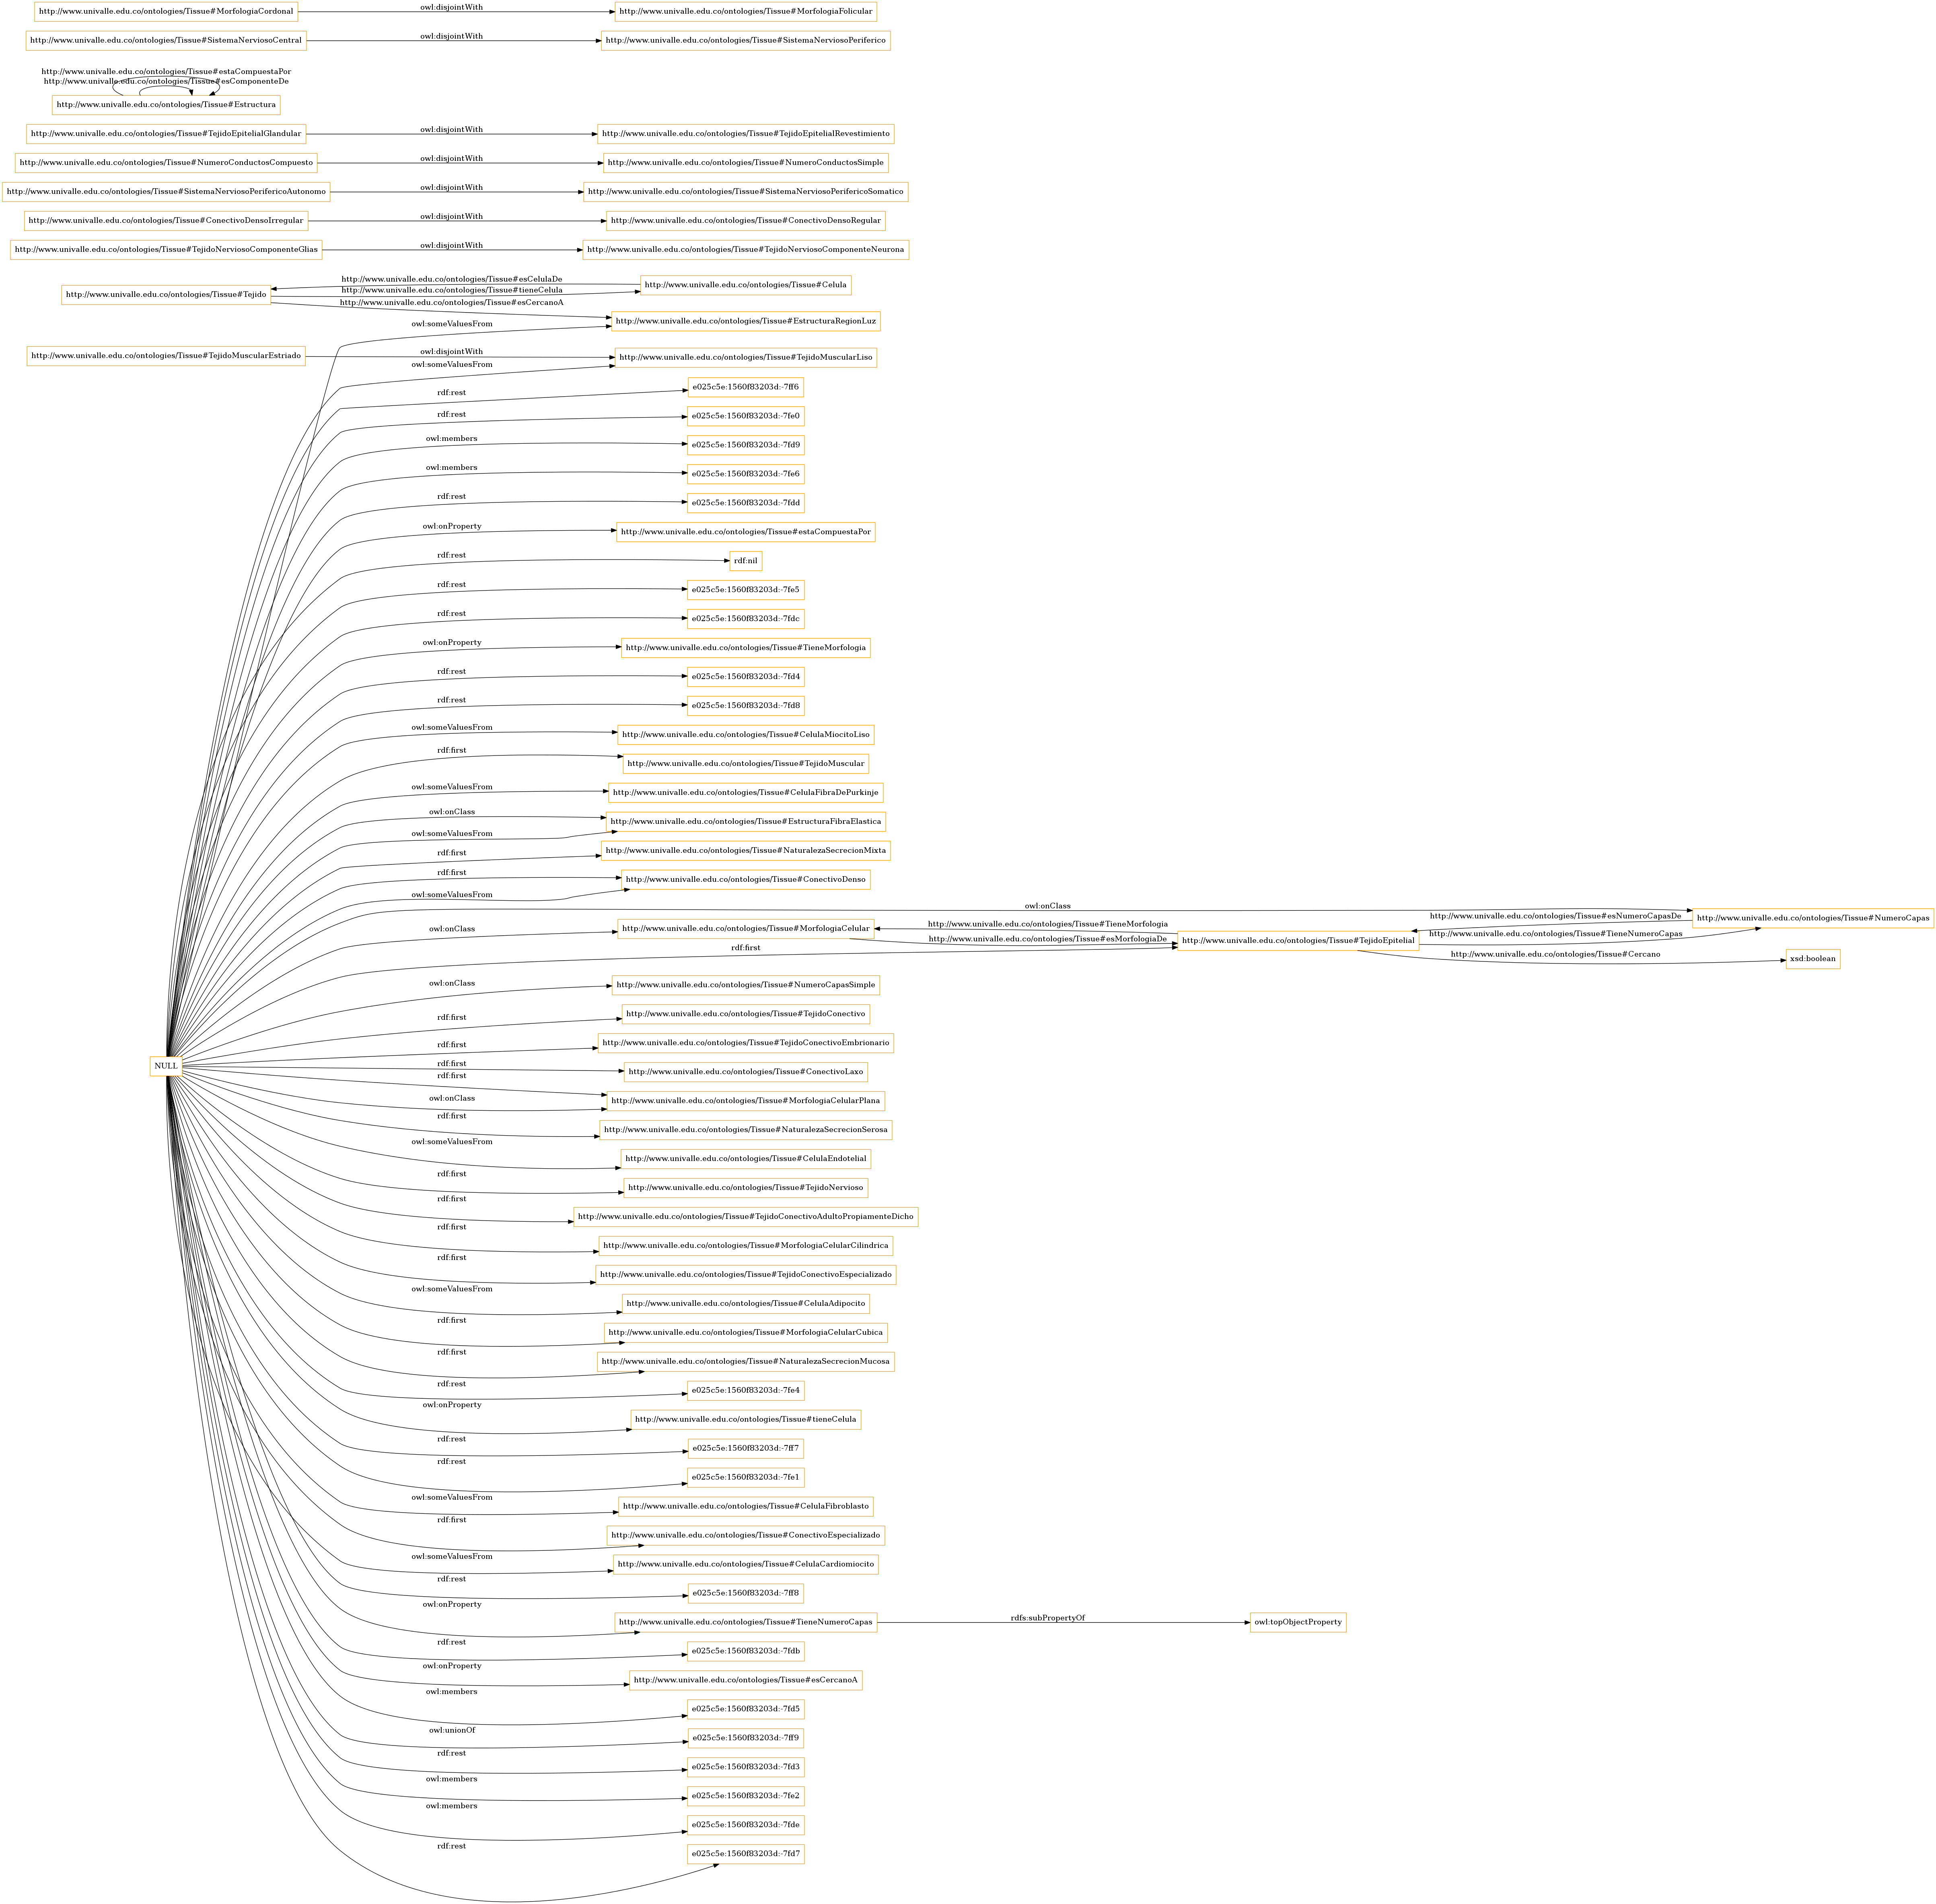 http://www.univalle.edu.co/ontologies/Tissue#MorfologiaCordonal owl:disjointWith http://www.univalle.edu.co/ontologies/Tissue#MorfologiaFolicular
http://www.univalle.edu.co/ontologies/Tissue#SistemaNerviosoCentral owl:disjointWith http://www.univalle.edu.co/ontologies/Tissue#SistemaNerviosoPeriferico
http://www.univalle.edu.co/ontologies/Tissue#estaCompuestaPor
http://www.univalle.edu.co/ontologies/Tissue#esComponenteDe
http://www.univalle.edu.co/ontologies/Tissue#Estructura
http://www.univalle.edu.co/ontologies/Tissue#TejidoEpitelialGlandular owl:disjointWith http://www.univalle.edu.co/ontologies/Tissue#TejidoEpitelialRevestimiento
http://www.univalle.edu.co/ontologies/Tissue#NumeroConductosCompuesto owl:disjointWith http://www.univalle.edu.co/ontologies/Tissue#NumeroConductosSimple
http://www.univalle.edu.co/ontologies/Tissue#SistemaNerviosoPerifericoAutonomo owl:disjointWith http://www.univalle.edu.co/ontologies/Tissue#SistemaNerviosoPerifericoSomatico
http://www.univalle.edu.co/ontologies/Tissue#ConectivoDensoIrregular owl:disjointWith http://www.univalle.edu.co/ontologies/Tissue#ConectivoDensoRegular
http://www.univalle.edu.co/ontologies/Tissue#TejidoNerviosoComponenteGlias owl:disjointWith http://www.univalle.edu.co/ontologies/Tissue#TejidoNerviosoComponenteNeurona
http://www.univalle.edu.co/ontologies/Tissue#esCelulaDe
http://www.univalle.edu.co/ontologies/Tissue#Celula
http://www.univalle.edu.co/ontologies/Tissue#tieneCelula
http://www.univalle.edu.co/ontologies/Tissue#Tejido
http://www.univalle.edu.co/ontologies/Tissue#esCercanoA
owl:someValuesFrom http://www.univalle.edu.co/ontologies/Tissue#EstructuraRegionLuz
http://www.univalle.edu.co/ontologies/Tissue#TejidoMuscularEstriado owl:disjointWith http://www.univalle.edu.co/ontologies/Tissue#TejidoMuscularLiso
owl:someValuesFrom
rdf:rest e025c5e:1560f83203d:-7ff6
rdf:rest e025c5e:1560f83203d:-7fe0
owl:members e025c5e:1560f83203d:-7fd9
owl:members e025c5e:1560f83203d:-7fe6
rdf:rest e025c5e:1560f83203d:-7fdd
owl:onProperty http://www.univalle.edu.co/ontologies/Tissue#estaCompuestaPor
rdf:rest rdf:nil
rdf:rest e025c5e:1560f83203d:-7fe5
rdf:rest e025c5e:1560f83203d:-7fdc
owl:onProperty http://www.univalle.edu.co/ontologies/Tissue#TieneMorfologia
rdf:rest e025c5e:1560f83203d:-7fd4
rdf:rest e025c5e:1560f83203d:-7fd8
owl:someValuesFrom http://www.univalle.edu.co/ontologies/Tissue#CelulaMiocitoLiso
rdf:first http://www.univalle.edu.co/ontologies/Tissue#TejidoMuscular
owl:someValuesFrom http://www.univalle.edu.co/ontologies/Tissue#CelulaFibraDePurkinje
owl:onClass http://www.univalle.edu.co/ontologies/Tissue#EstructuraFibraElastica
owl:someValuesFrom
rdf:first http://www.univalle.edu.co/ontologies/Tissue#NaturalezaSecrecionMixta
rdf:first http://www.univalle.edu.co/ontologies/Tissue#ConectivoDenso
owl:someValuesFrom
owl:onClass http://www.univalle.edu.co/ontologies/Tissue#NumeroCapas
http://www.univalle.edu.co/ontologies/Tissue#esNumeroCapasDe
owl:onClass http://www.univalle.edu.co/ontologies/Tissue#MorfologiaCelular
http://www.univalle.edu.co/ontologies/Tissue#TieneMorfologia
http://www.univalle.edu.co/ontologies/Tissue#esMorfologiaDe
http://www.univalle.edu.co/ontologies/Tissue#TejidoEpitelial
http://www.univalle.edu.co/ontologies/Tissue#TieneNumeroCapas
rdf:first
http://www.univalle.edu.co/ontologies/Tissue#Cercano xsd:boolean
owl:onClass http://www.univalle.edu.co/ontologies/Tissue#NumeroCapasSimple
rdf:first http://www.univalle.edu.co/ontologies/Tissue#TejidoConectivo
rdf:first http://www.univalle.edu.co/ontologies/Tissue#TejidoConectivoEmbrionario
NULL
rdf:first http://www.univalle.edu.co/ontologies/Tissue#ConectivoLaxo
rdf:first
owl:onClass http://www.univalle.edu.co/ontologies/Tissue#MorfologiaCelularPlana
rdf:first http://www.univalle.edu.co/ontologies/Tissue#NaturalezaSecrecionSerosa
owl:someValuesFrom http://www.univalle.edu.co/ontologies/Tissue#CelulaEndotelial
rdf:first http://www.univalle.edu.co/ontologies/Tissue#TejidoNervioso
rdf:first http://www.univalle.edu.co/ontologies/Tissue#TejidoConectivoAdultoPropiamenteDicho
rdf:first http://www.univalle.edu.co/ontologies/Tissue#MorfologiaCelularCilindrica
rdf:first http://www.univalle.edu.co/ontologies/Tissue#TejidoConectivoEspecializado
owl:someValuesFrom http://www.univalle.edu.co/ontologies/Tissue#CelulaAdipocito
rdf:first http://www.univalle.edu.co/ontologies/Tissue#MorfologiaCelularCubica
rdf:first http://www.univalle.edu.co/ontologies/Tissue#NaturalezaSecrecionMucosa
rdf:rest e025c5e:1560f83203d:-7fe4
owl:onProperty http://www.univalle.edu.co/ontologies/Tissue#tieneCelula
rdf:rest e025c5e:1560f83203d:-7ff7
rdf:rest e025c5e:1560f83203d:-7fe1
owl:someValuesFrom http://www.univalle.edu.co/ontologies/Tissue#CelulaFibroblasto
rdf:first http://www.univalle.edu.co/ontologies/Tissue#ConectivoEspecializado
owl:someValuesFrom http://www.univalle.edu.co/ontologies/Tissue#CelulaCardiomiocito
rdf:rest e025c5e:1560f83203d:-7ff8
owl:onProperty http://www.univalle.edu.co/ontologies/Tissue#TieneNumeroCapas rdfs:subPropertyOf owl:topObjectProperty
rdf:rest e025c5e:1560f83203d:-7fdb
owl:onProperty http://www.univalle.edu.co/ontologies/Tissue#esCercanoA
owl:members e025c5e:1560f83203d:-7fd5
owl:unionOf e025c5e:1560f83203d:-7ff9
rdf:rest e025c5e:1560f83203d:-7fd3
owl:members e025c5e:1560f83203d:-7fe2
owl:members e025c5e:1560f83203d:-7fde
rdf:rest e025c5e:1560f83203d:-7fd7